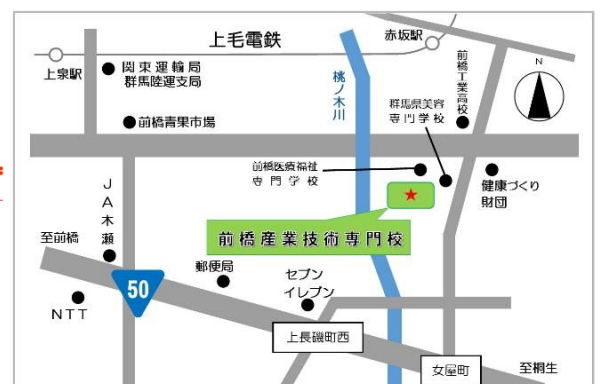 上毛電鉄
赤坂駅
上泉駅
関東運輸局
群馬陸運支局
桃ノ木川
前橋工業高校
N
群馬県美容
専門学校
前橋青果市場
前橋医療福祉
専門学校
健康づくり
財団
JA木瀬
前橋産業技術専門校
至前橋
郵便局
50
セブン
イレブン
NTT
上長磯町西
女屋町
至桐生